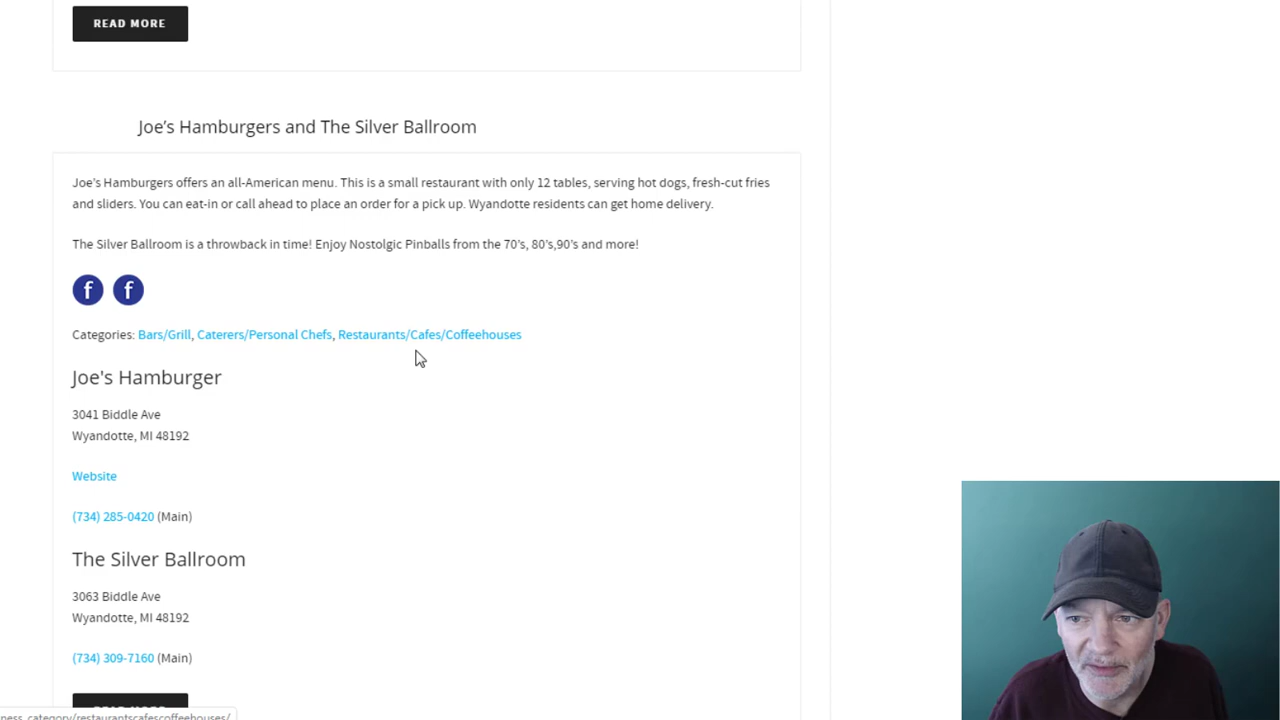 READ MORE
Joe’s Hamburgers and The Silver Ballroom
Joe’s Hamburgers offers an all-American menu. This is a small restaurant with only 12 tables, serving hot dogs, fresh-cut fries
and sliders. You can eat-in or call ahead to place an order for a pick up. Wyandotte residents can get home delivery.
The Silver Ballroom is a throwback in time! Enjoy Nostolgic Pinballs from the 70’s, 80’s,90’s and more!
f f
Categories: Bars/Grill, Caterers/Personal Chefs, Restaurants/Cafes/Coffeehouses
Joe's Hamburger
3041 Biddle Ave
Wyandotte, MI 48192
Website
(734) 285-0420 (Main)
The Silver Ballroom
3063 Biddle Ave
Wyandotte, MI 48192
(734) 309-7160 (Main)
READ MORE
ness_category/restaurantscafescoffeehouses/